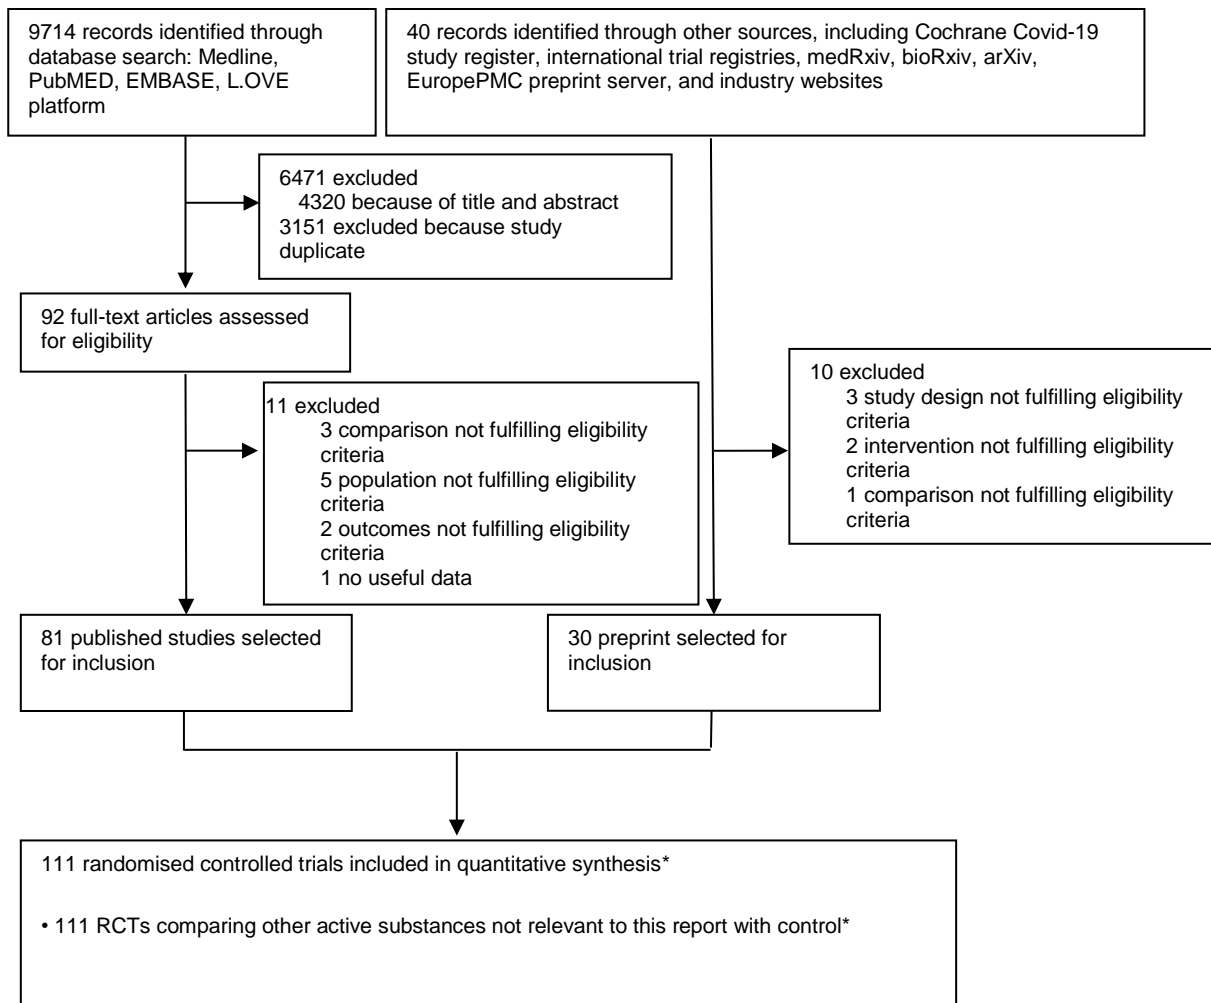 9714 records identified through
database search: Medline,
PubMED, EMBASE, L.OVE
platform
40 records identified through other sources, including Cochrane Covid-19
study register, international trial registries, medRxiv, bioRxiv, arXiv,
EuropePMC preprint server, and industry websites
6471 excluded
4320 because of title and abstract
3151 excluded because study
duplicate
92 full-text articles assessed
for eligibility
10 excluded
3 study design not fulfilling eligibility
criteria
2 intervention not fulfilling eligibility
criteria
1 comparison not fulfilling eligibility
criteria
11 excluded
3 comparison not fulfilling eligibility
criteria
5 population not fulfilling eligibility
criteria
2 outcomes not fulfilling eligibility
criteria
1 no useful data
81 published studies selected
for inclusion
30 preprint selected for
inclusion
111 randomised controlled trials included in quantitative synthesis*
• 111 RCTs comparing other active substances not relevant to this report with control*